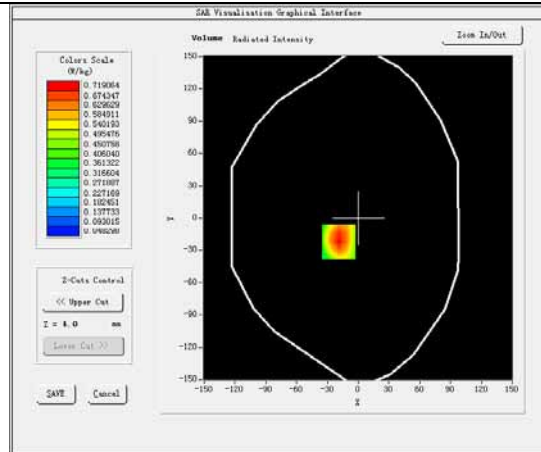 SAR Visualisation Graphical Interface
Volume Radiated Intensity
Zoom In/Out
Colors Scale
(W/kg)
0.719064
0.674347
0.629629
0.584911
0.540193
0.495476
0.450758
0.406040
0.361322
0.316604
0.271887
0.227169
0.182451
0.137733
0.093015
0.048298
150
120
90
60
30
0
-30
-60
-90
-120
-150
Y
-150 -120 -90 -60 -30 0 30 60 90 120 150
X
Z-Cuts Control
<< Upper Cut
Z = 4.0 mm
Lower Cut >>
SAVE Cancel